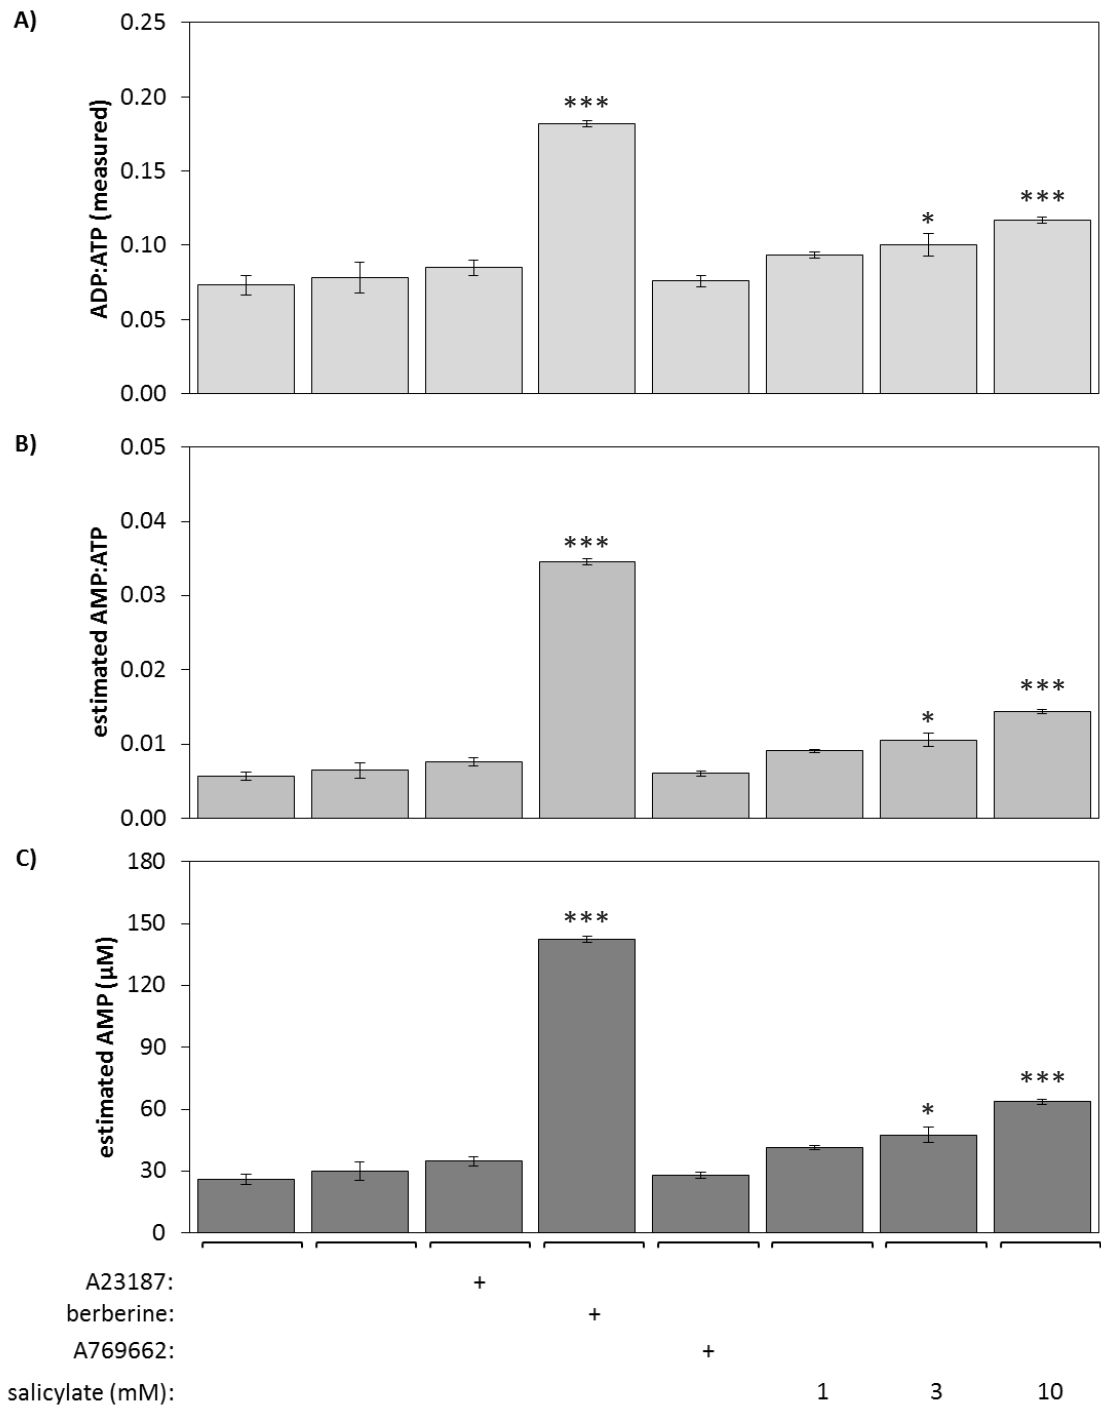 A)
ADP:ATP (measured)
0.25
0.20
0.15
0.10
0.05
0.00
***
*
***
B)
estimated AMP:ATP
0.05
0.04
0.03
0.02
0.01
0.00
***
*
***
C)
estimated AMP (µM)
180
150
120
90
60
30
0
***
*
***
A23187: +
berberine: +
A769662: +
salicylate (mM): 1 3 10